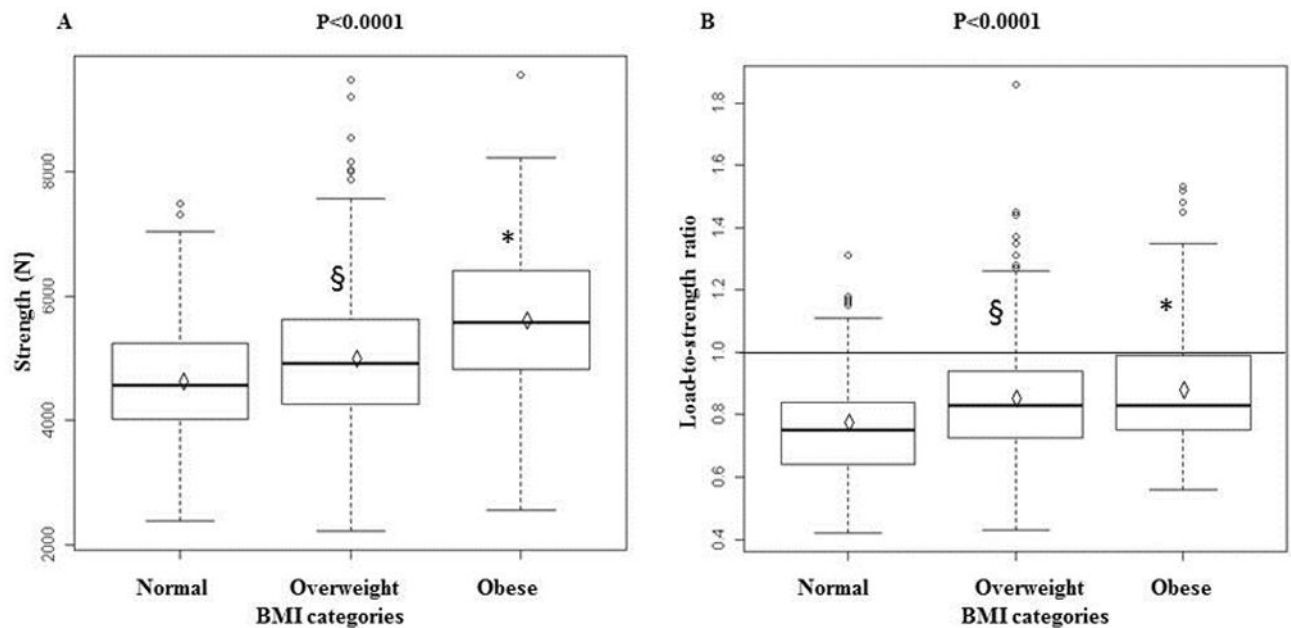 A
P<0.0001
Strength (N)
8000
6000
4000
2000
§
*
Normal
Overweight
Obese
BMI categories
B
P<0.0001
Load-to-strength ratio
1.8
1.6
1.4
1.2
1.0
0.8
0.6
0.4
§
*
Normal
Overweight
Obese
BMI categories